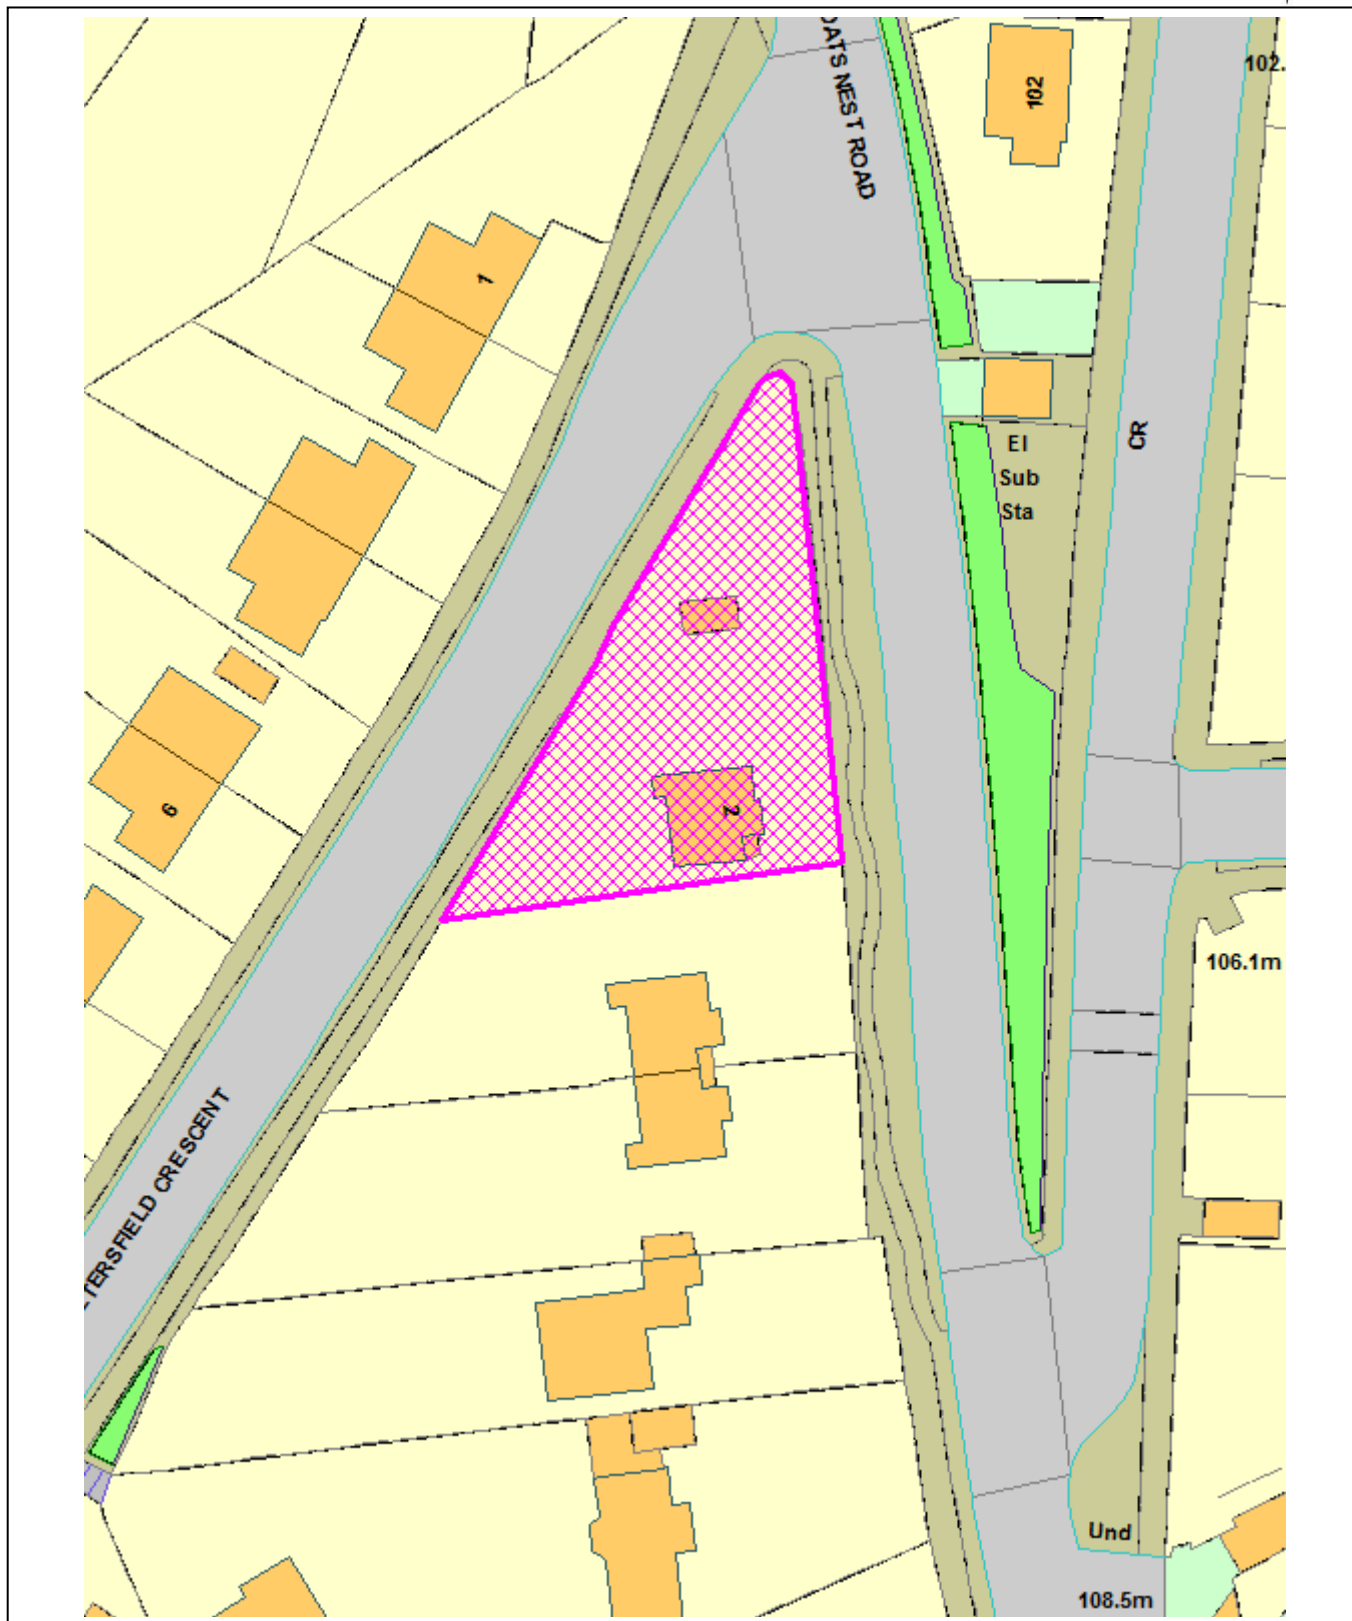 OATS NEST ROAD
102
102.
1
CR
El
Sub
Sta
2
6
106.1m
TERSFIELD CRESCENT
Und
108.5m